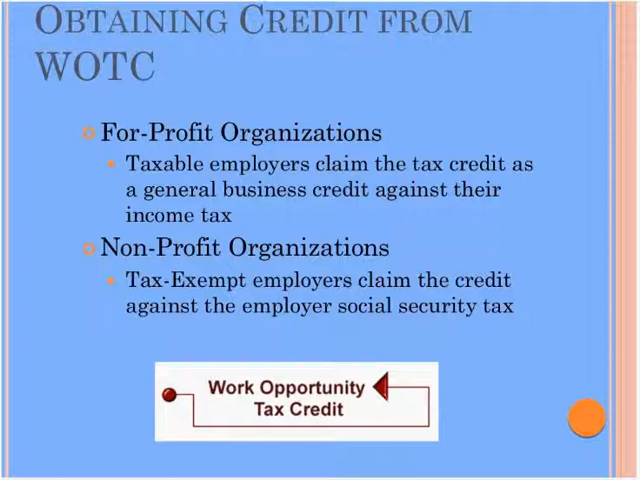 OBTAINING CREDIT FROM
WOTC
For-Profit Organizations
Taxable employers claim the tax credit as
a general business credit against their
income tax
Non-Profit Organizations
Tax-Exempt employers claim the credit
against the employer social security tax
Work Opportunity
Tax Credit